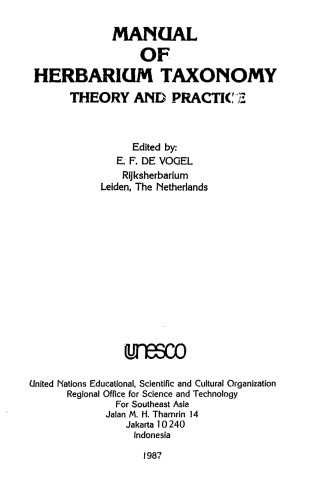 MANUAL
OF
HERBARIUM TAXONOMY
THEORY AND PRACTICE
Edited by:
E. F. DE VOGEL
Rijksherbarium
Leiden, The Netherlands
unesco
United Nations Educational, Scientific and Cultural Organization
Regional Office for Science and Technology
For Southeast Asia
Jalan M. H. Thamrin 14
Jakarta 10240
Indonesia
1987